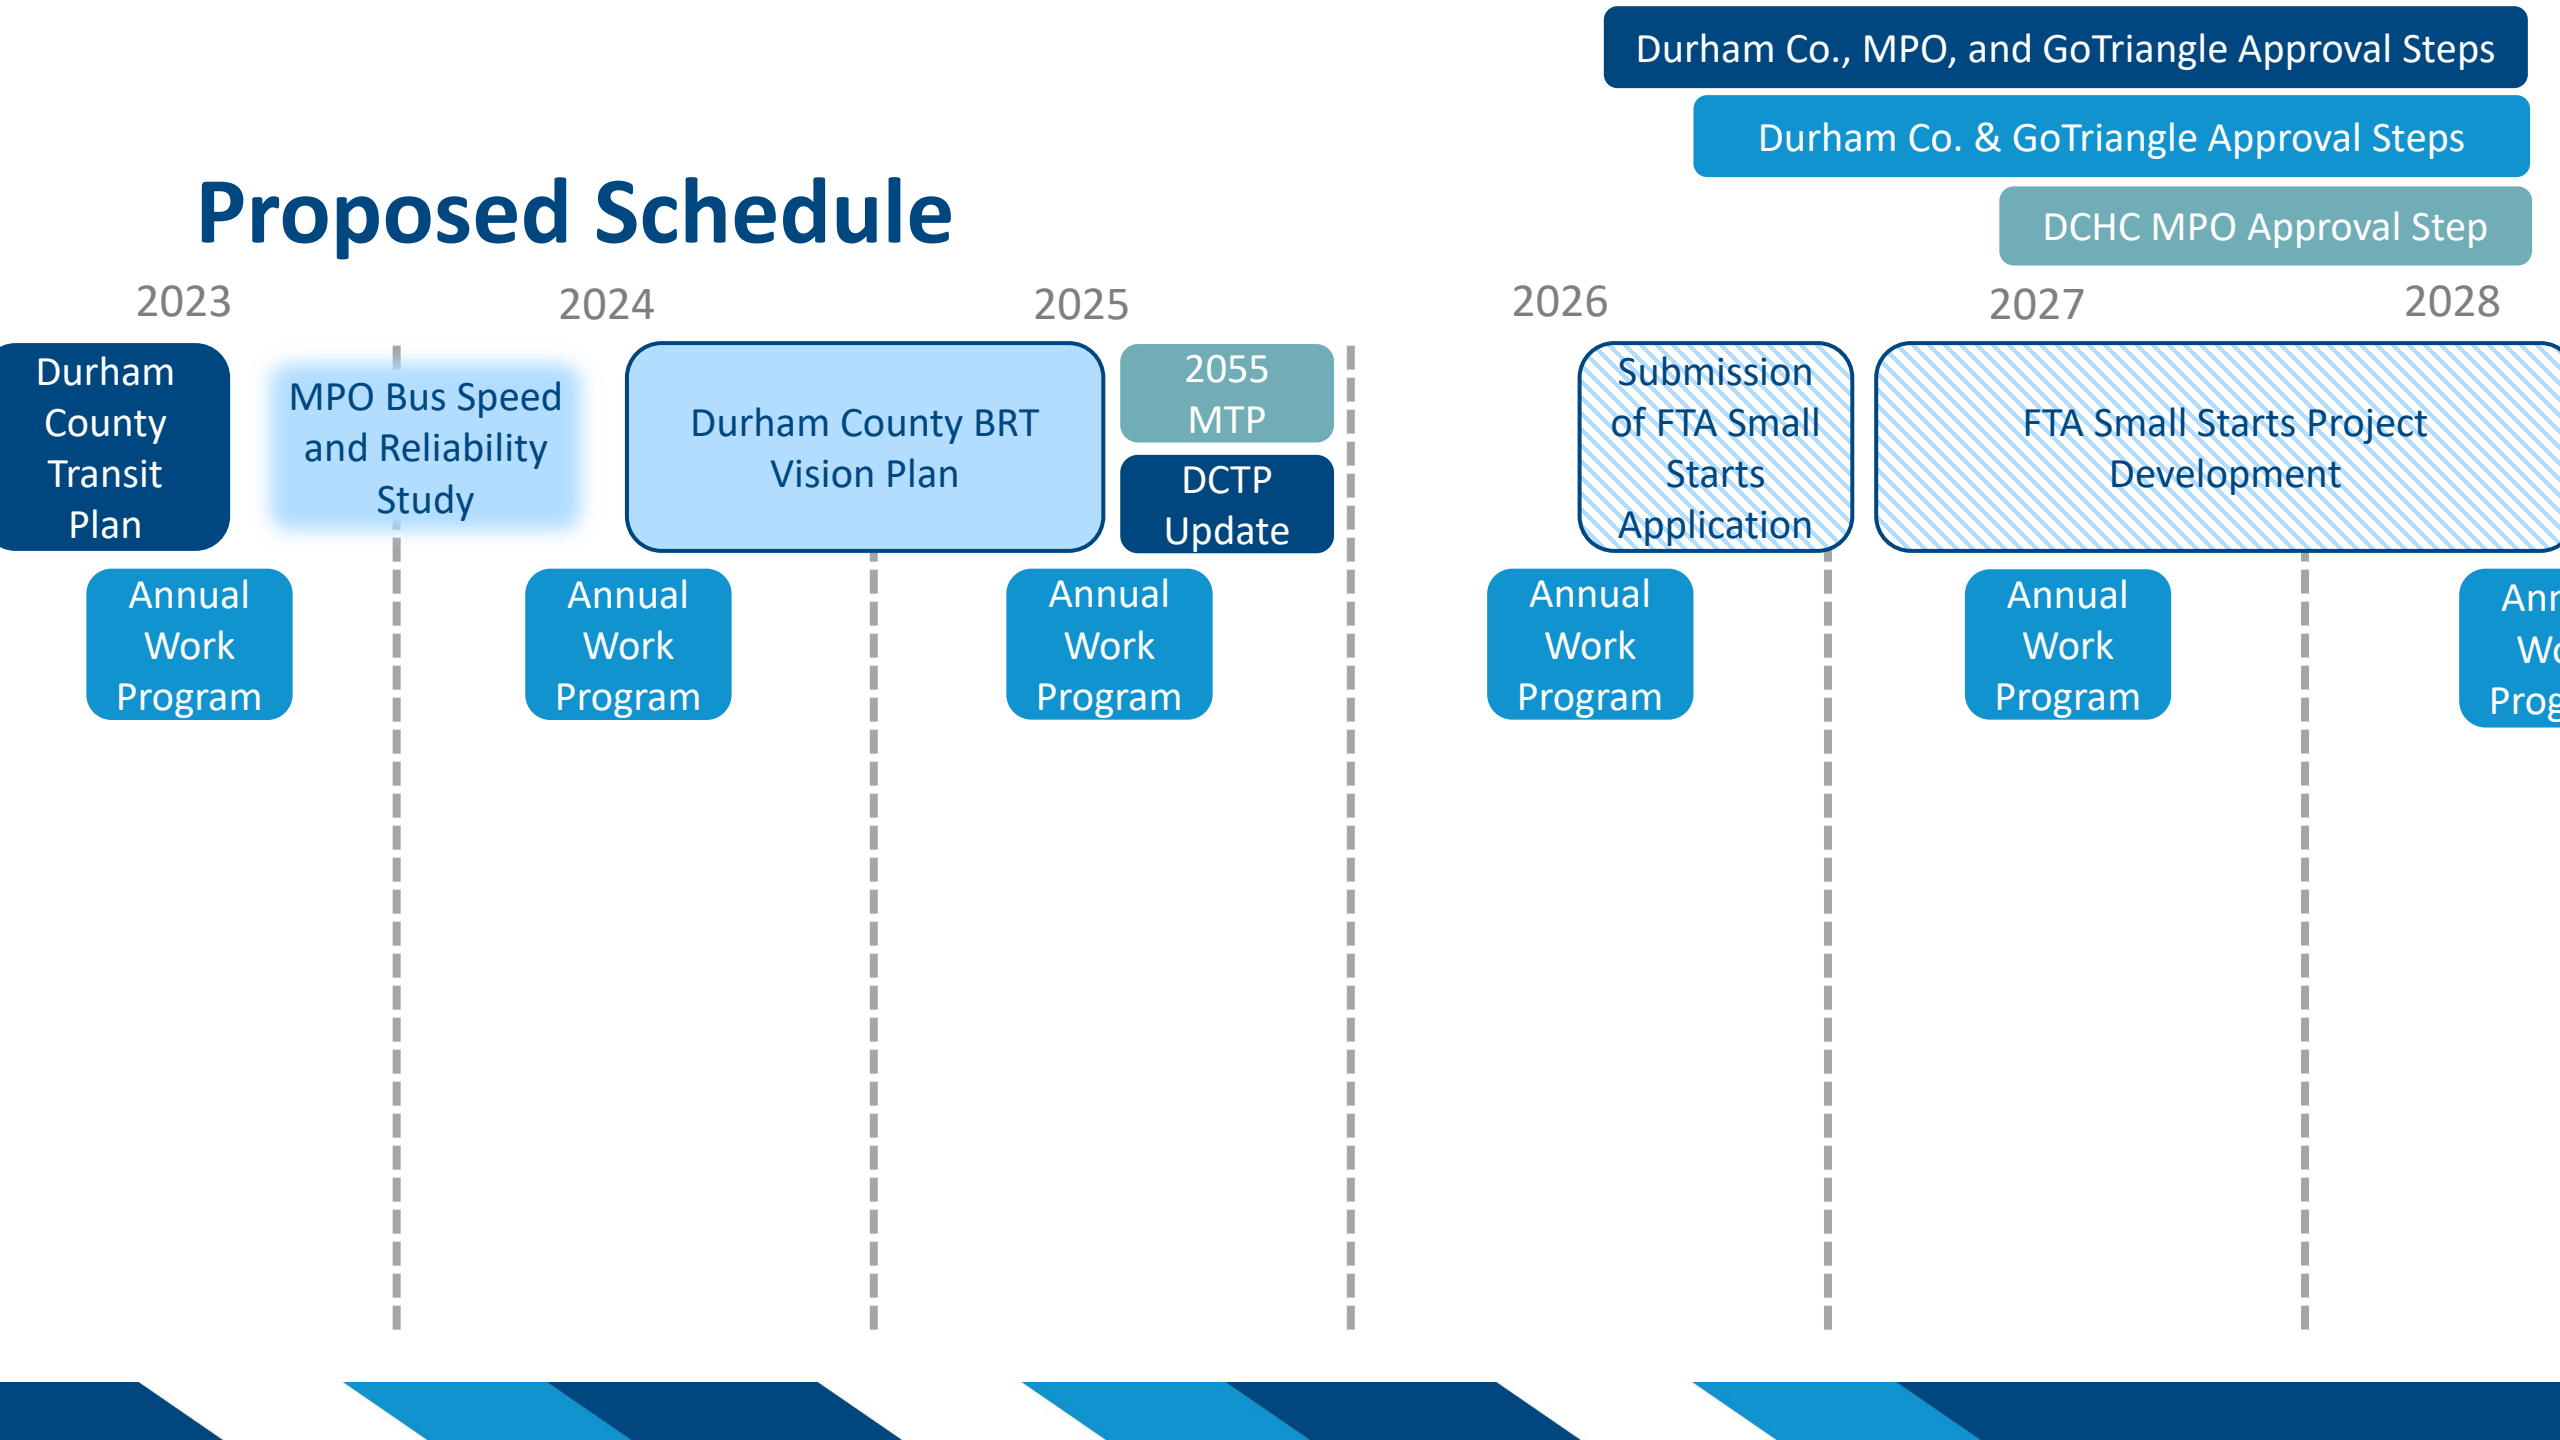 Durham Co., MPO, and GoTriangle Approval Steps
Durham Co. & GoTriangle Approval Steps
DCHC MPO Approval Step
Proposed Schedule
2023
2024
2025
2026
2027
2028
Durham
County
Transit
Plan
MPO Bus Speed
and Reliability
Study
Durham County BRT
Vision Plan
2055
MTP
DCTP
Update
Submission
of FTA Small
Starts
Application
FTA Small Starts Project
Development
Annual
Work
Program
Annual
Work
Program
Annual
Work
Program
Annual
Work
Program
Annual
Work
Program